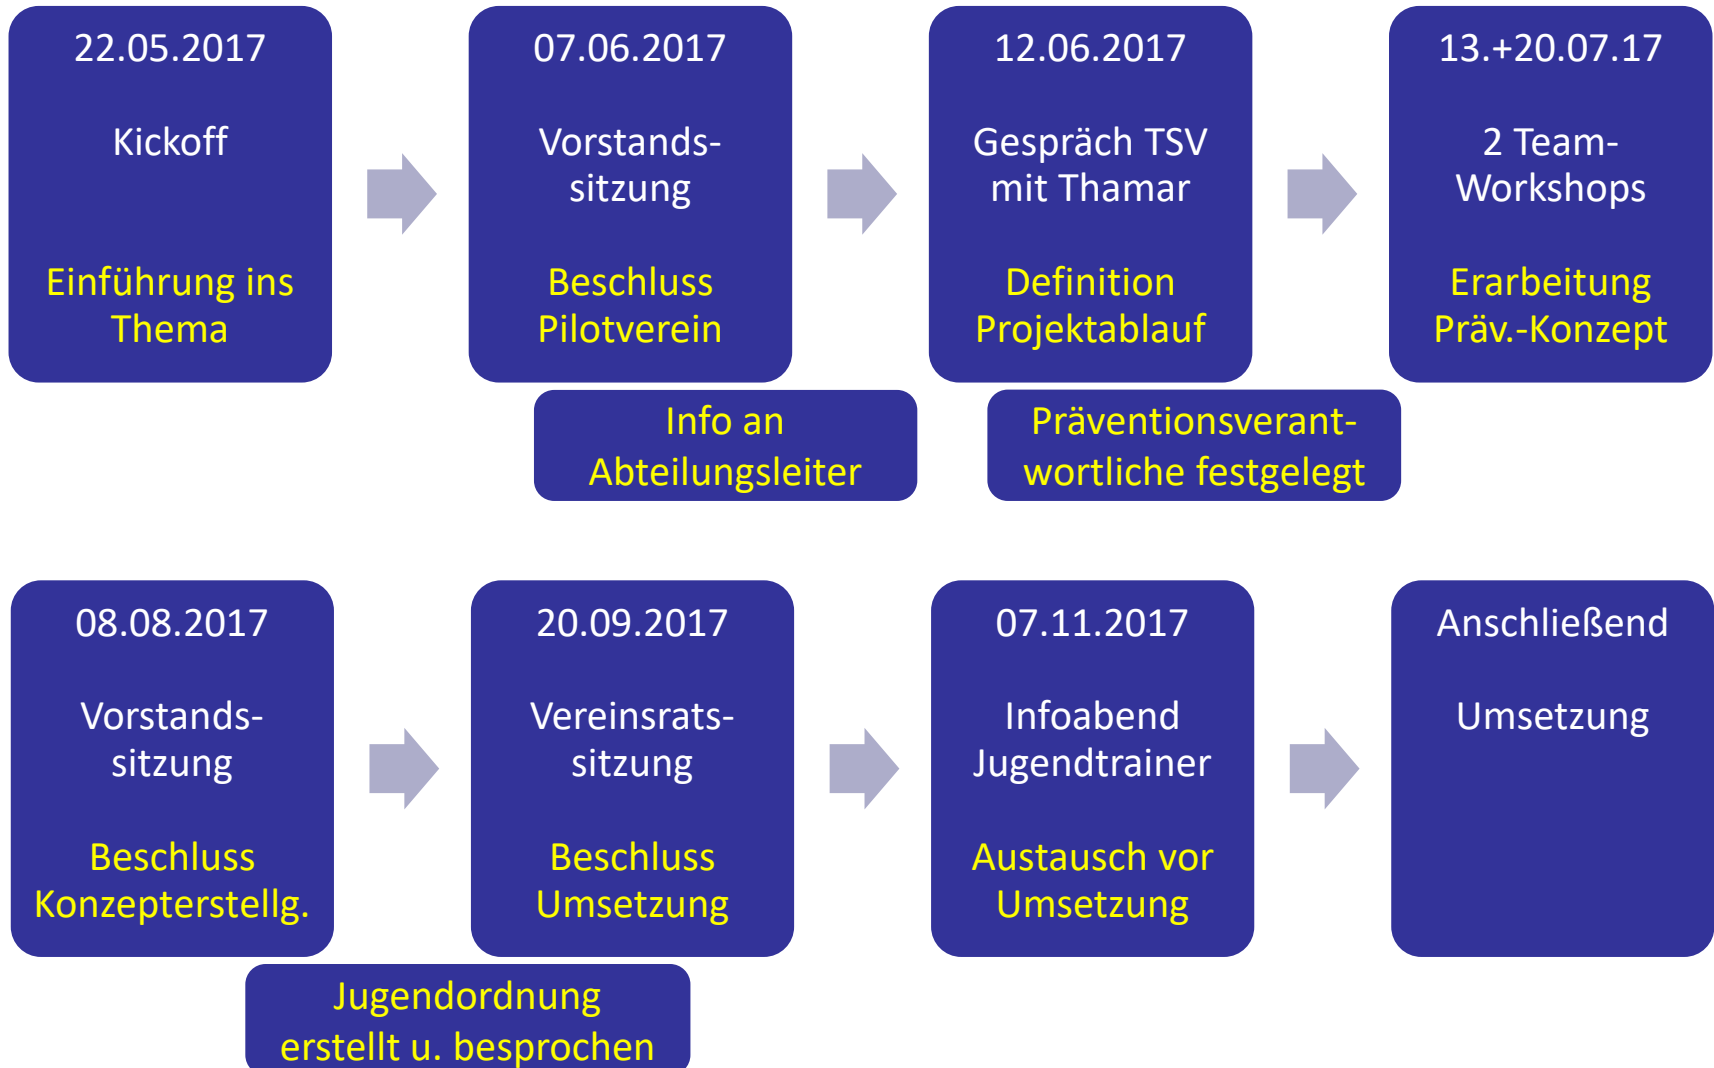 22.05.2017
Kickoff
Einführung ins
Thema
07.06.2017
Vorstands-
sitzung
Beschluss
Pilotverein
12.06.2017
Gespräch TSV
mit Thamar
Definition
Projektablauf
13.+20.07.17
2 Team-
Workshops
Erarbeitung
Präv.-Konzept
Info an
Abteilungsleiter
Präventionsverant-
wortliche festgelegt
08.08.2017
Vorstands-
sitzung
Beschluss
Konzepterstellg.
20.09.2017
Vereinsrats-
sitzung
Beschluss
Umsetzung
07.11.2017
Infoabend
Jugendtrainer
Austausch vor
Umsetzung
Anschließend
Umsetzung
Jugendordnung
erstellt u. besprochen